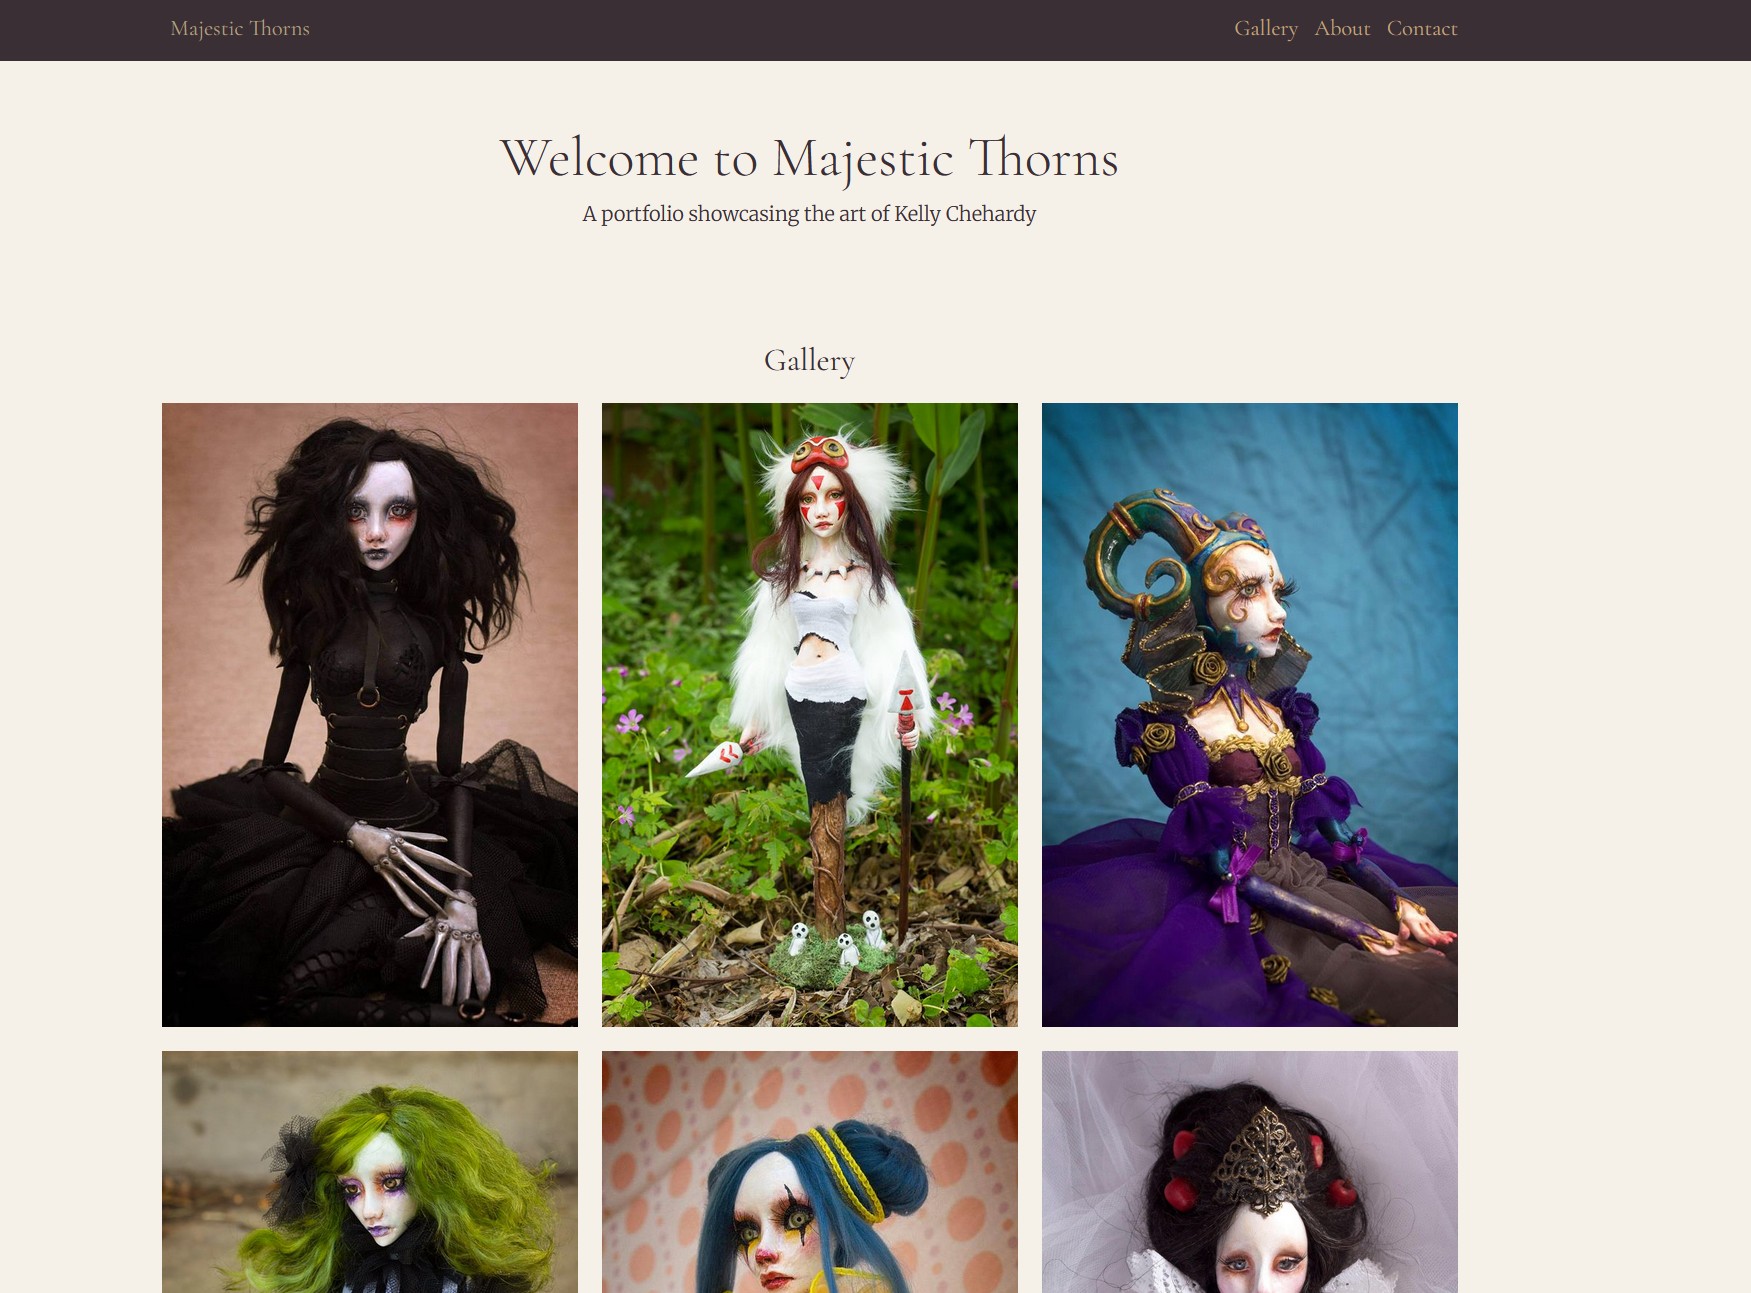 Majestic Thorns
Gallery About Contact
Welcome to Majestic Thorns
A portfolio showcasing the art of Kelly Chehardy
Gallery